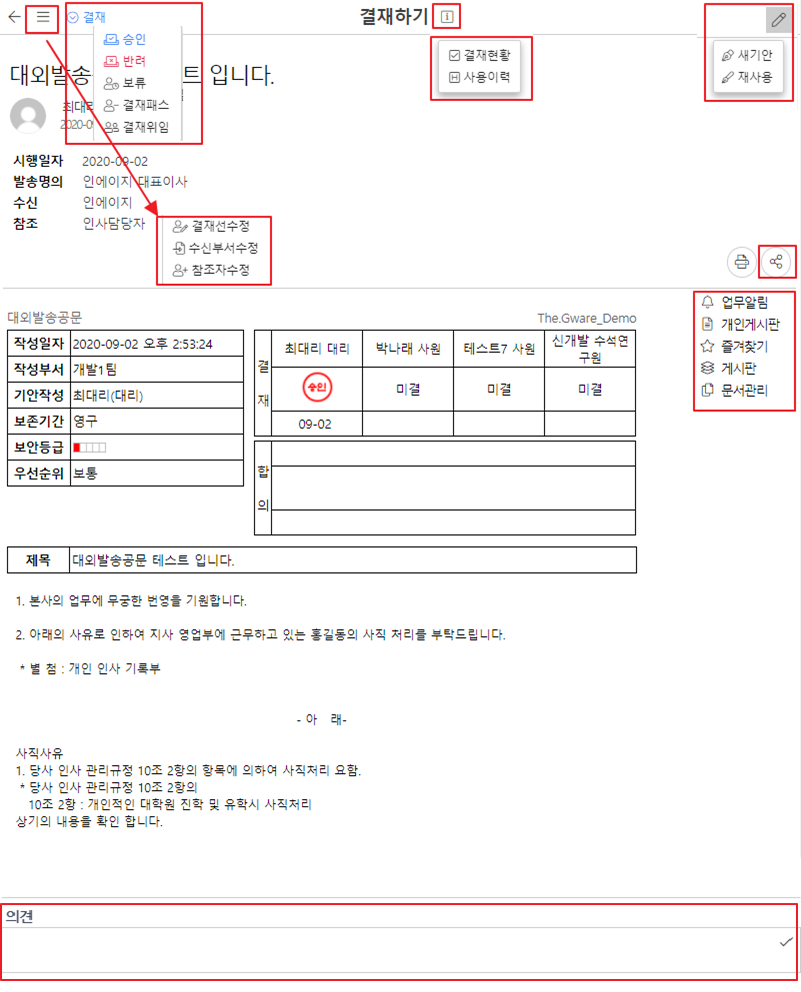 결재
결재하기
승인
반려
보류
결재패스
결재위임
결재현황
사용이력
새기안
재사용
대외발송 트 입니다.
최대리
2020-09
시행일자 2020-09-02
발송명의 인에이지 대표이사
수신 인에이지
참조 인사담당자
결재선수정
수신부서수정
참조자수정
업무알림
개인게시판
즐겨찾기
게시판
문서관리
대외발송공문
The.Gware_Demo
작성일자 2020-09-02 오후 2:53:24
작성부서 개발1팀
기안작성 최대리(대리)
보존기간 영구
보안등급
우선순위 보통
결재
최대리 대리 박나래 사원 테스트7 사원 신개발 수석연구원
승인 미결 미결 미결
09-02
합의
제목 대외발송공문 테스트 입니다.
1. 본사의 업무에 무궁한 번영을 기원합니다.
2. 아래의 사유로 인하여 지사 영업부에 근무하고 있는 홍길동의 사직 처리를 부탁드립니다.
* 별 첨 : 개인 인사 기록부
- 아 래-
사직사유
1. 당사 인사 관리규정 10조 2항의 항목에 의하여 사직처리 요함.
* 당사 인사 관리규정 10조 2항의
10조 2항 : 개인적인 대학원 진학 및 유학시 사직처리
상기의 내용을 확인 합니다.
의견